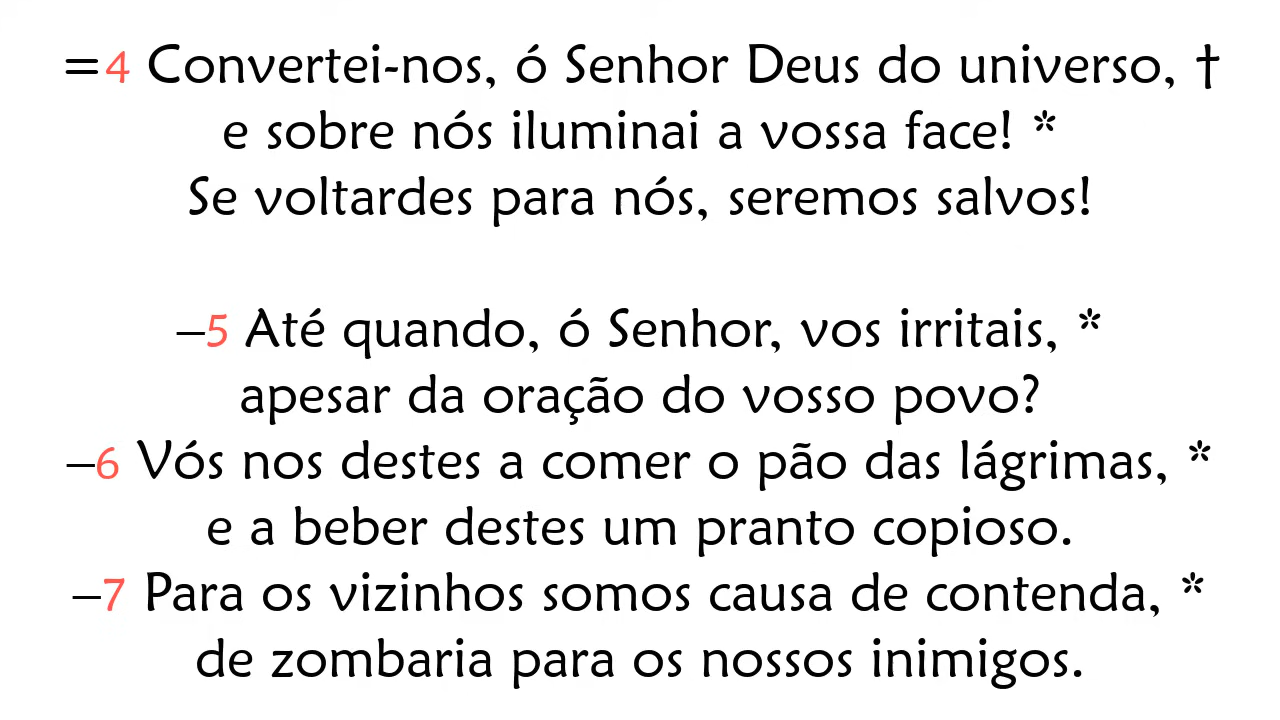 =4 Convertei-nos, ó Senhor Deus do universo, †
e sobre nós iluminai a vossa face! *
Se voltardes para nós, seremos salvos!
–5 Até quando, ó Senhor, vos irritais, *
apesar da oração do vosso povo?
–6 Vós nos destes a comer o pão das lágrimas, *
e a beber destes um pranto copioso.
–7 Para os vizinhos somos causa de contenda, *
de zombaria para os nossos inimigos.